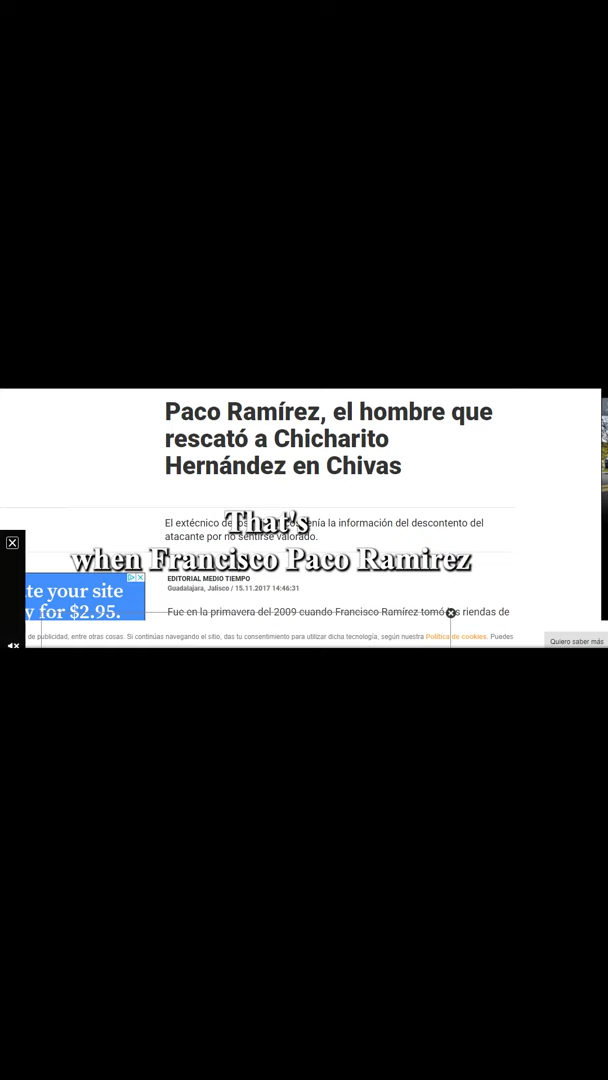 Paco Ramírez, el hombre que
rescató a Chicharito
Hernández en Chivas
El extécnico de la información del descontento del
atacante por no sentirse valorado.
That's
when Francisco Paco Ramirez
EDITORIAL MEDIO TIEMPO
Guadalajara, Jalisco / 15.11.2017 14:46:31
te your site
y for $2.95.
Fue en la primavera del 2009 cuando Francisco Ramírez tomó riendas de
de publicidad, entre otras cosas. Si continúas navegando el sitio, das tu consentimiento para utilizar dicha tecnología, según nuestra Política de cookies. Puedes
Quiero saber más